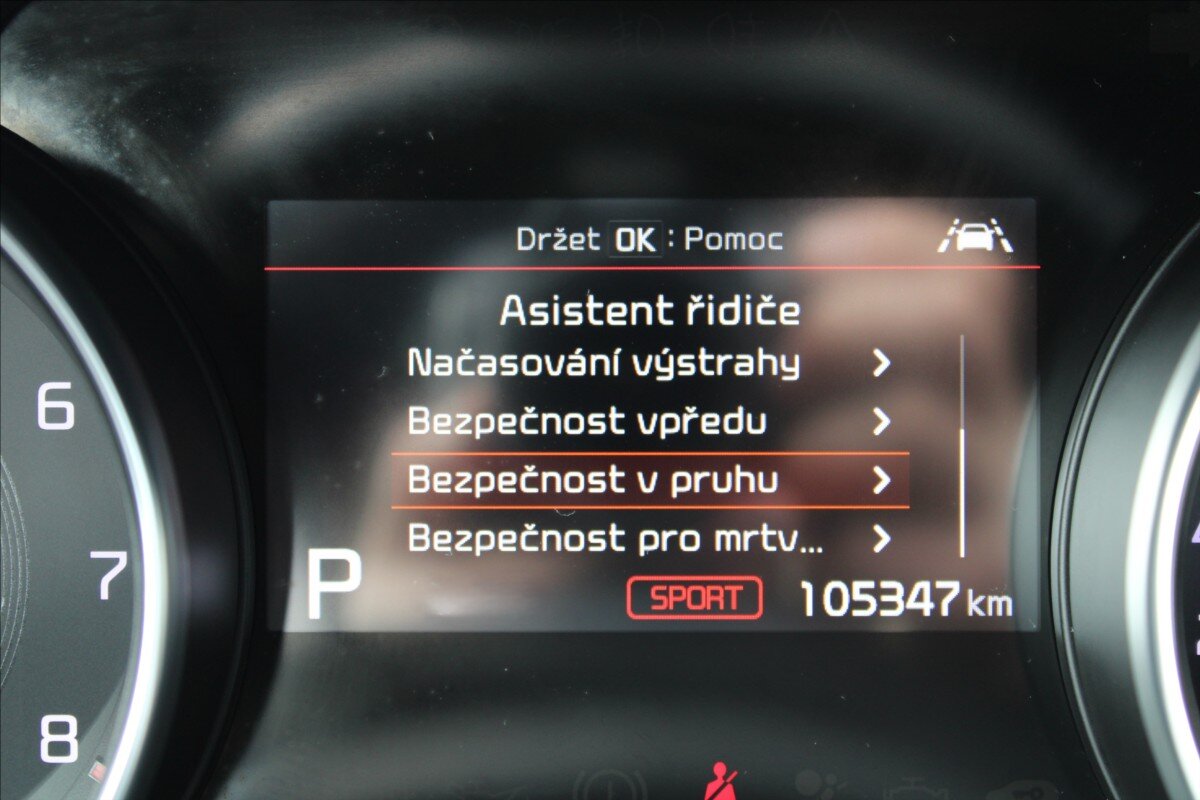 Držet OK : Pomoc
Asistent řidiče
Načasování výstrahy
Bezpečnost vpředu
Bezpečnost v pruhu
Bezpečnost pro mrtv...
P
SPORT
105347 km
6
7
8